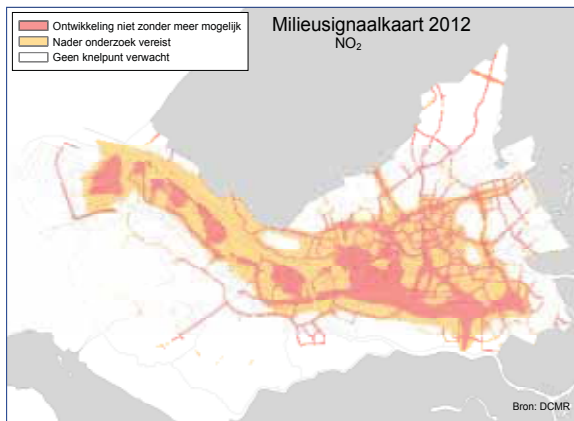 Ontwikkeling niet zonder meer mogelijk
Nader onderzoek vereist
Geen knelpunt verwacht
Milieusignaalkaart 2012
NO₂
Bron: DCMR